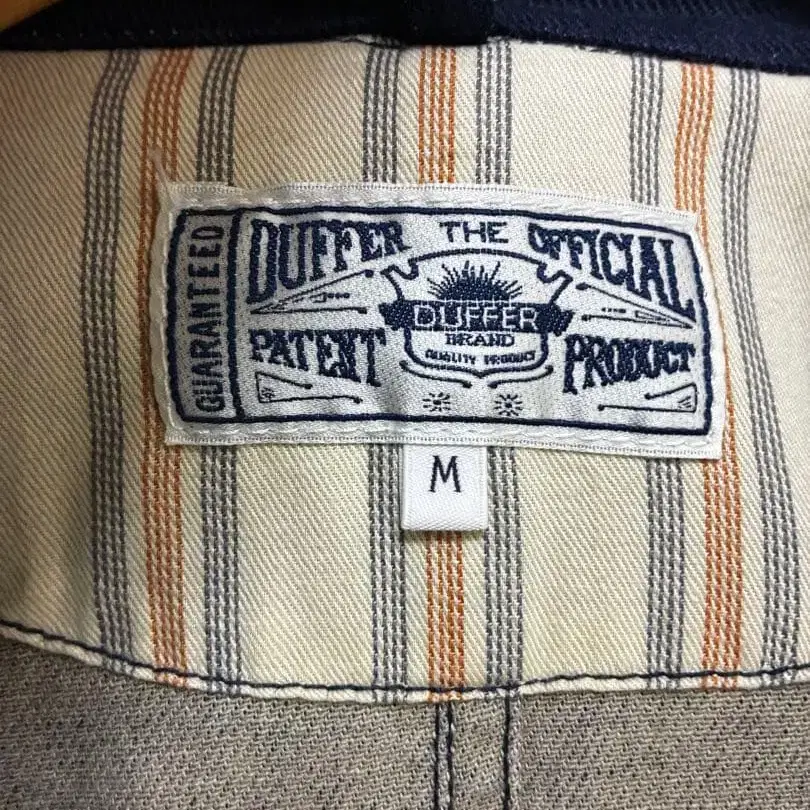 GUARANTEED
DUFFER THE OFFICIAL
DUFFER
BRAND
QUALITY PRODUCT
PATENT PRODUCT
M